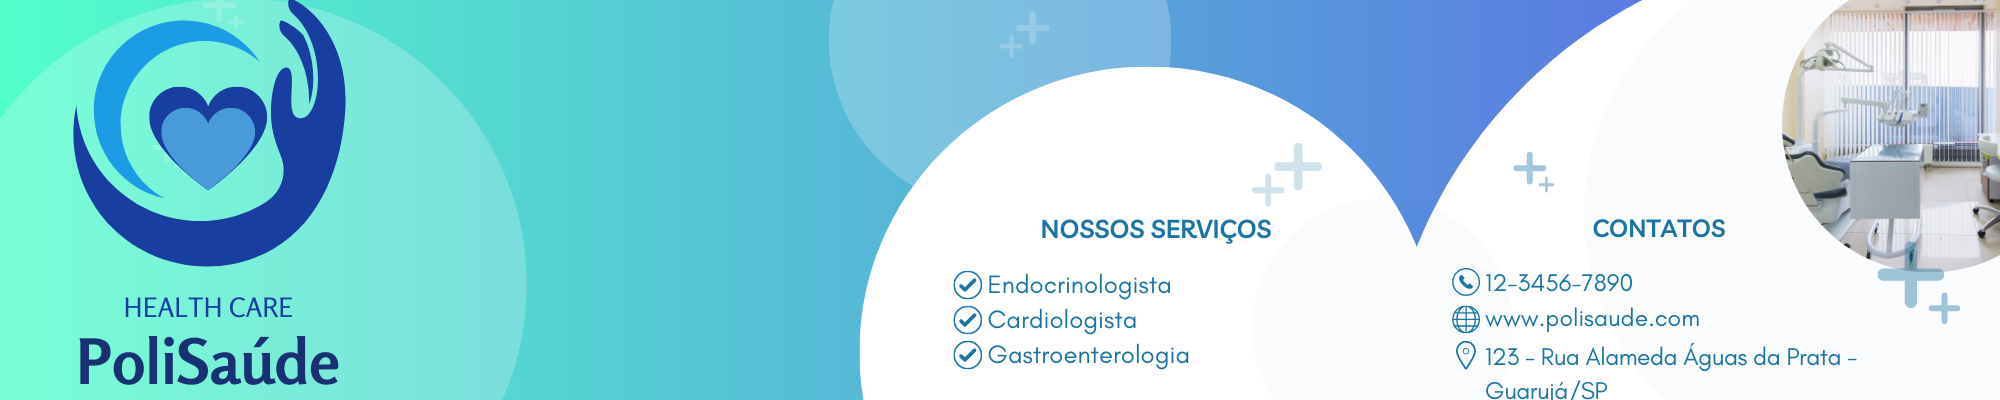 HEALTH CARE
PoliSaúde
NOSSOS SERVIÇOS
Endocrinologista
Cardiologista
Gastroenterologia
CONTATOS
12-3456-7890
www.polisaude.com
123 - Rua Alameda Águas da Prata -
Guarujá/SP